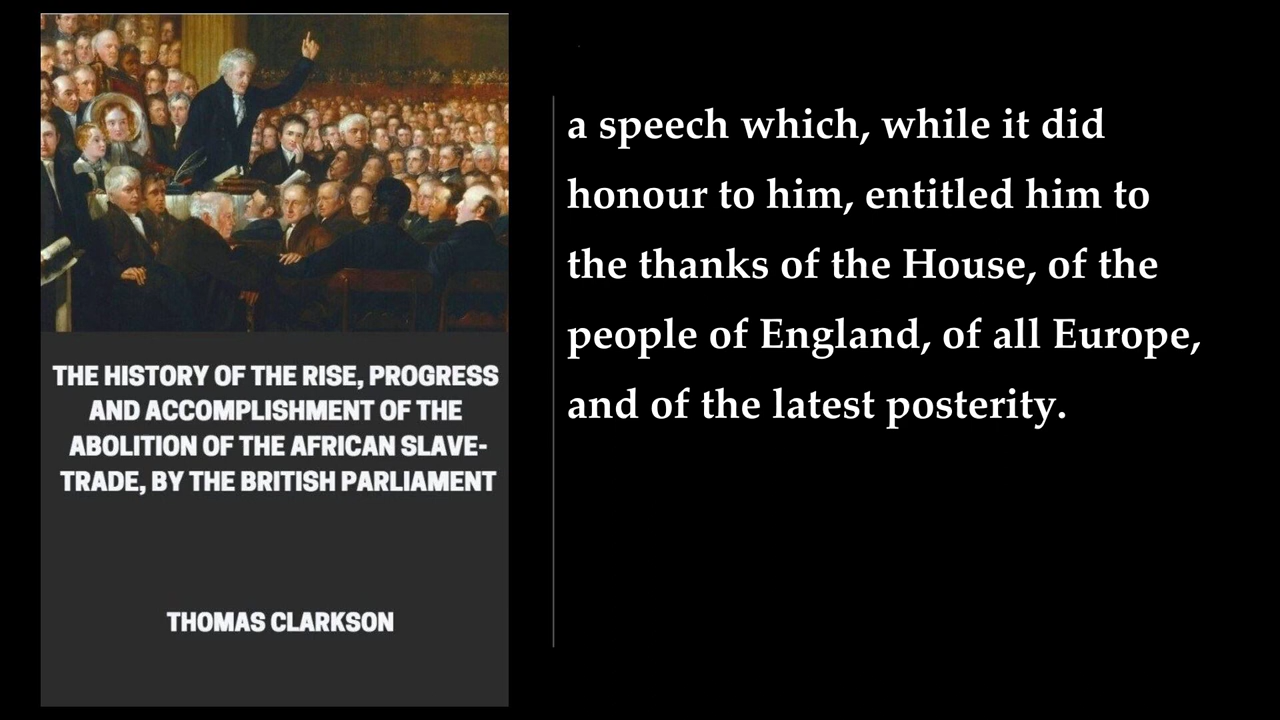 THE HISTORY OF THE RISE, PROGRESS
AND ACCOMPLISHMENT OF THE
ABOLITION OF THE AFRICAN SLAVE-
TRADE, BY THE BRITISH PARLIAMENT
THOMAS CLARKSON
a speech which, while it did
honour to him, entitled him to
the thanks of the House, of the
people of England, of all Europe,
and of the latest posterity.